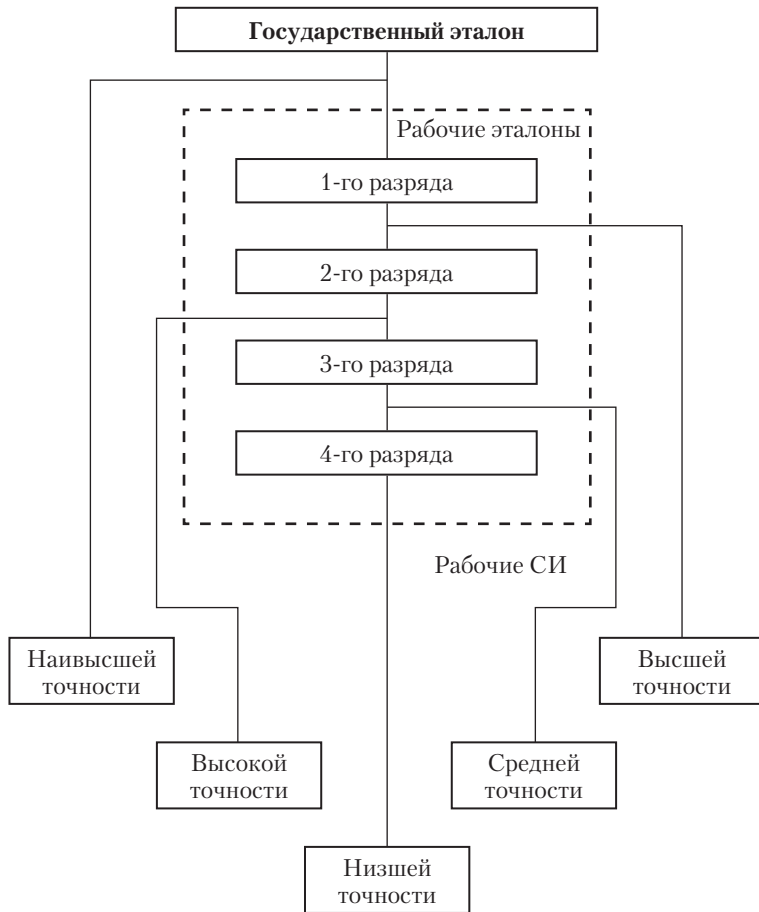 Государственный эталон
Рабочие эталоны
1-го разряда
2-го разряда
3-го разряда
4-го разряда
Рабочие СИ
Наивысшей
точности
Высшей
точности
Высокой
точности
Средней
точности
Низшей
точности